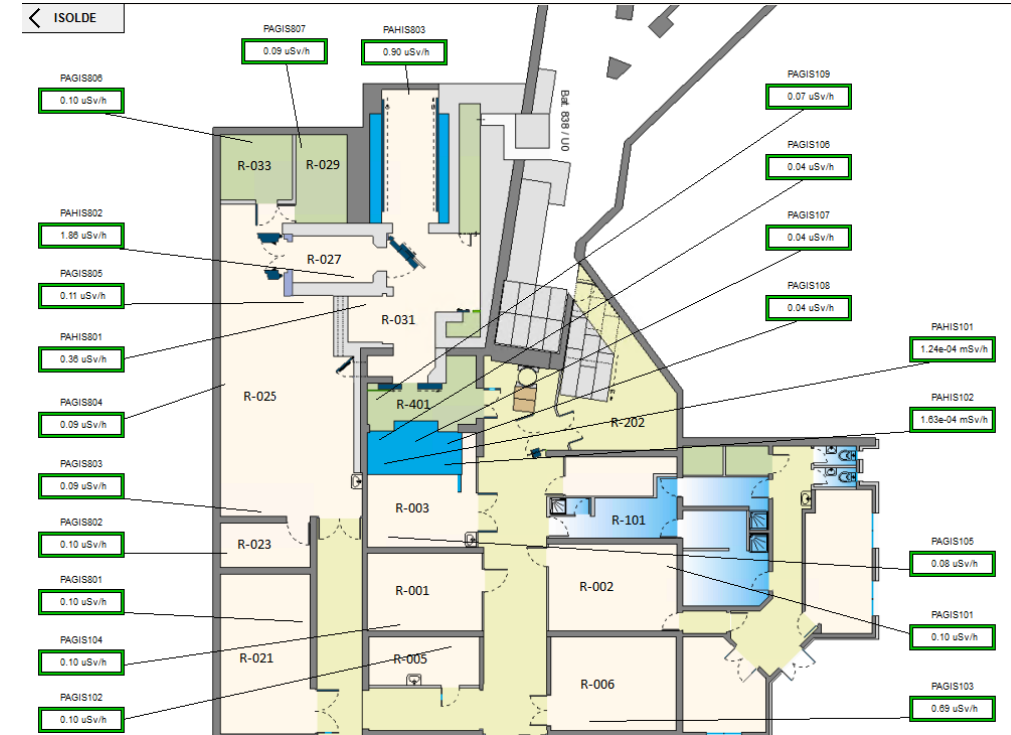 ISOLDE
PAGIS807
0.09 uSv/h
PAHIS803
0.90 uSv/h
PAGIS806
0.10 uSv/h
PAGIS109
0.07 uSv/h
Bat. 838 / U0
PAGIS106
0.04 uSv/h
R-033
R-029
PAHIS802
1.86 uSv/h
PAGIS107
0.04 uSv/h
R-027
PAGIS805
0.11 uSv/h
PAGIS108
0.04 uSv/h
R-031
PAHIS801
0.36 uSv/h
PAHIS101
1.24e-04 mSv/h
R-025
R-401
PAGIS804
0.09 uSv/h
PAHIS102
1.63e-04 mSv/h
R-202
PAGIS803
0.09 uSv/h
R-003
R-101
PAGIS802
0.10 uSv/h
R-023
PAGIS105
0.08 uSv/h
PAGIS801
0.10 uSv/h
R-001
R-002
PAGIS101
0.10 uSv/h
PAGIS104
0.10 uSv/h
R-021
R-005
R-006
PAGIS102
0.10 uSv/h
PAGIS103
0.69 uSv/h